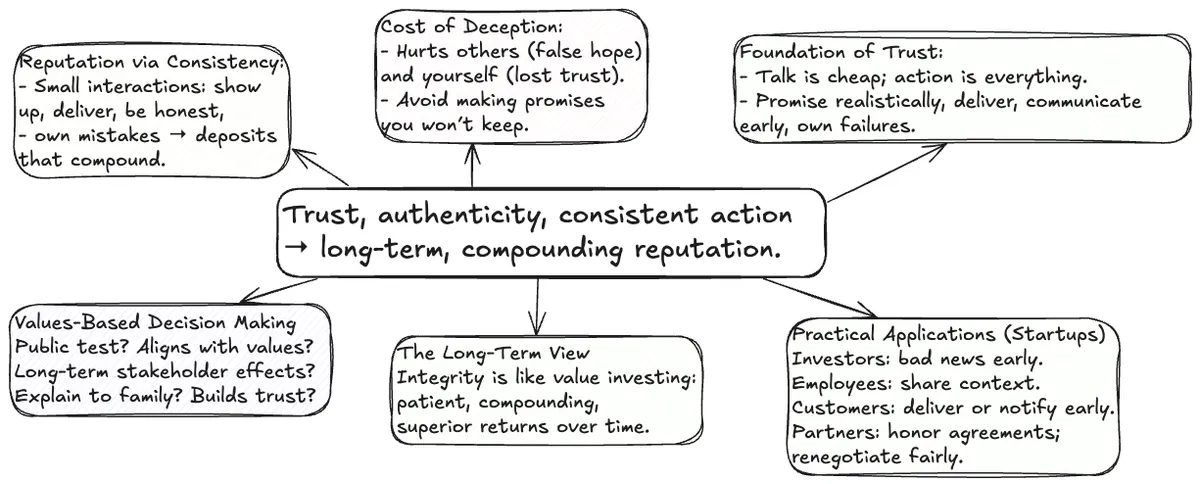 Reputation via Consistency:
- Small interactions: show
up, deliver, be honest,
- own mistakes → deposits
that compound.
Cost of Deception:
- Hurts others (false hope)
and yourself (lost trust).
- Avoid making promises
you won't keep.
Foundation of Trust:
- Talk is cheap; action is everything.
- Promise realistically, deliver, communicate
early, own failures.
Trust, authenticity, consistent action
→ long-term, compounding reputation.
Values-Based Decision Making
Public test? Aligns with values?
Long-term stakeholder effects?
Explain to family? Builds trust?
The Long-Term View
Integrity is like value investing:
patient, compounding,
superior returns over time.
Practical Applications (Startups)
Investors: bad news early.
Employees: share context.
Customers: deliver or notify early.
Partners: honor agreements;
renegotiate fairly.